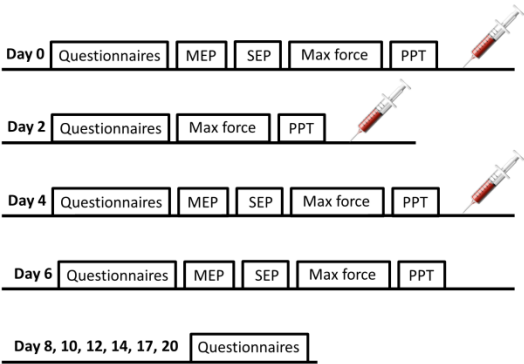 Day 0 Questionnaires MEP SEP Max force PPT
Day 2 Questionnaires Max force PPT
Day 4 Questionnaires MEP SEP Max force PPT
Day 6 Questionnaires MEP SEP Max force PPT
Day 8, 10, 12, 14, 17, 20 Questionnaires